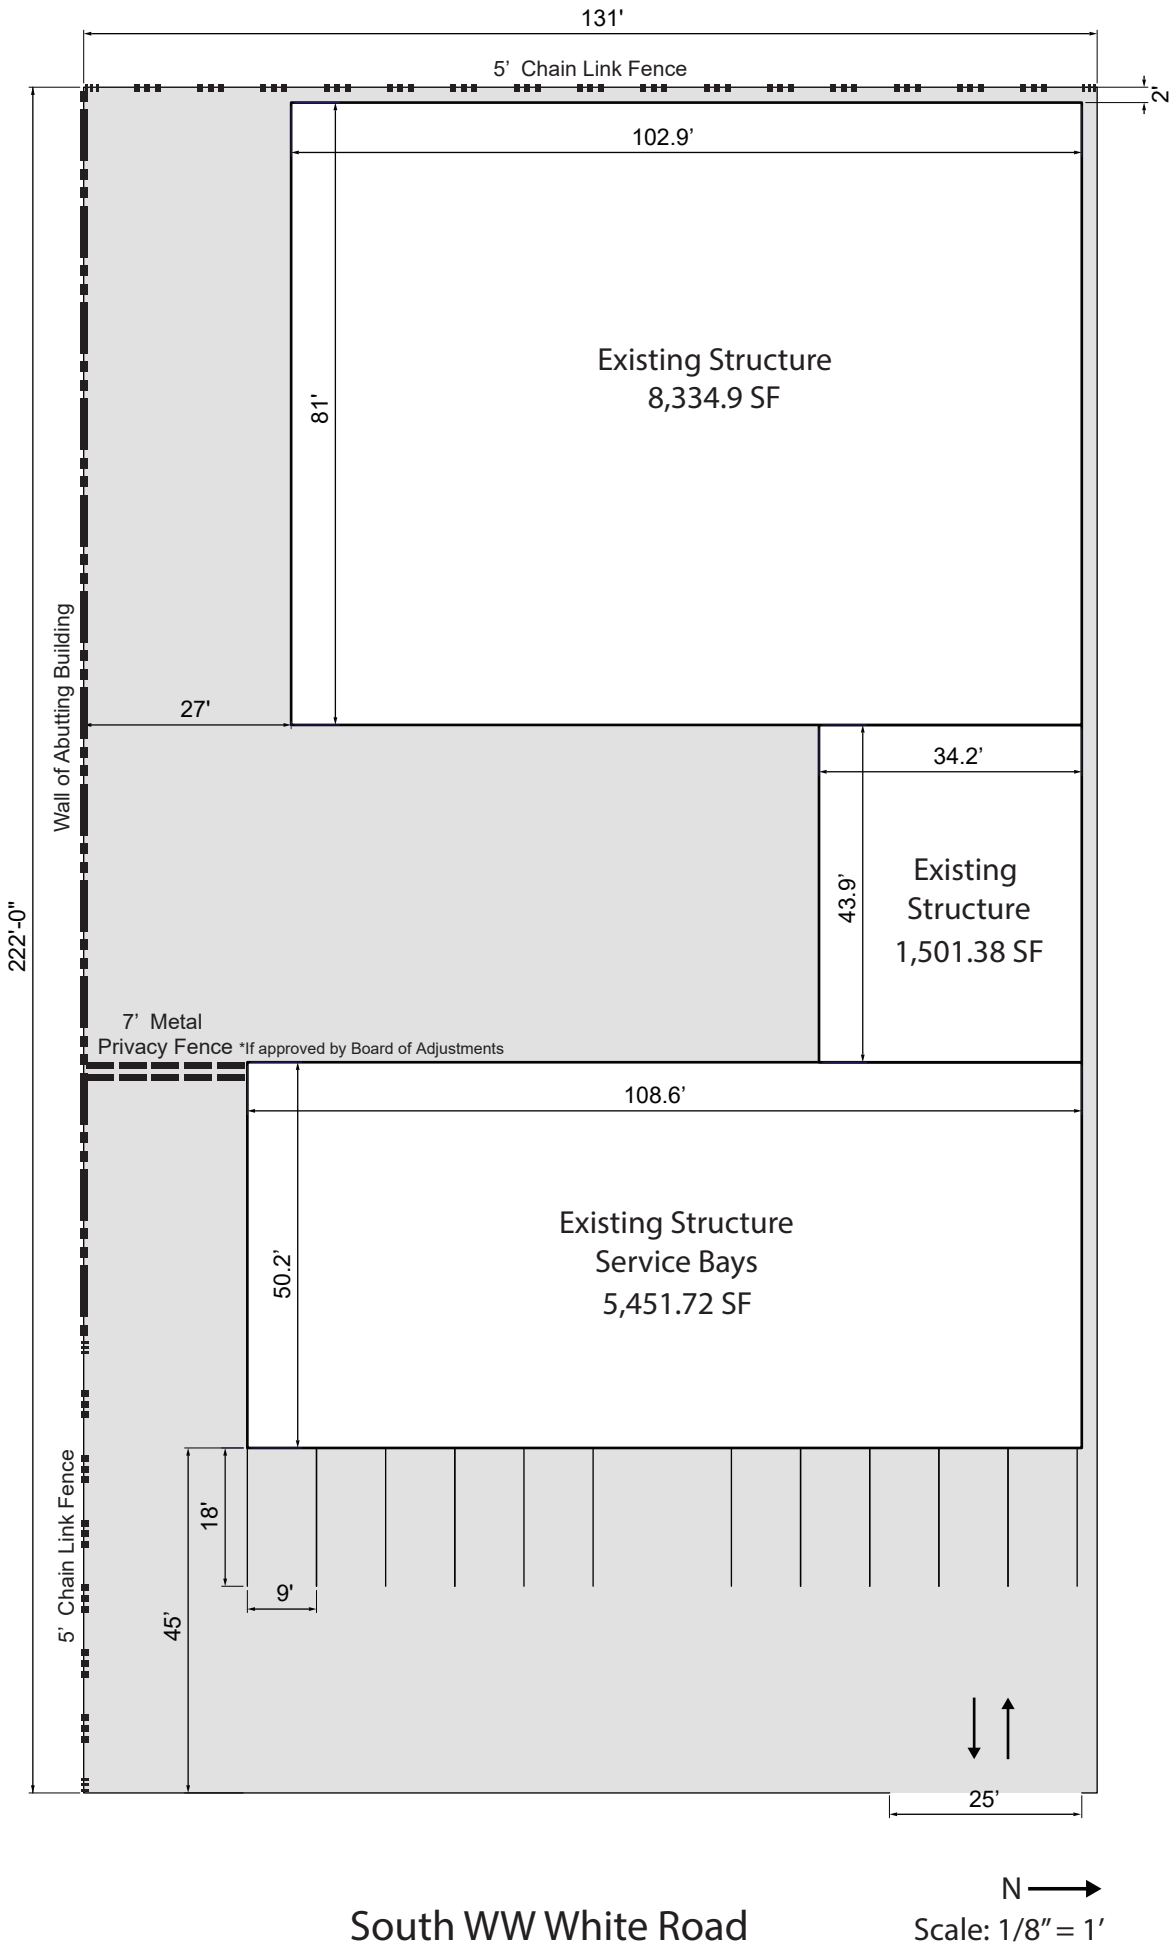 131'
5’ Chain Link Fence
2'
102.9’
81'
Existing Structure
8,334.9 SF
Wall of Abutting Building
27'
34.2’
43.9’
Existing
Structure
1,501.38 SF
222'-0"
7’ Metal
Privacy Fence *If approved by Board of Adjustments
108.6’
50.2’
Existing Structure
Service Bays
5,451.72 SF
5’ Chain Link Fence
18'
9'
45’
25’
N
South WW White Road
Scale: 1/8” = 1’